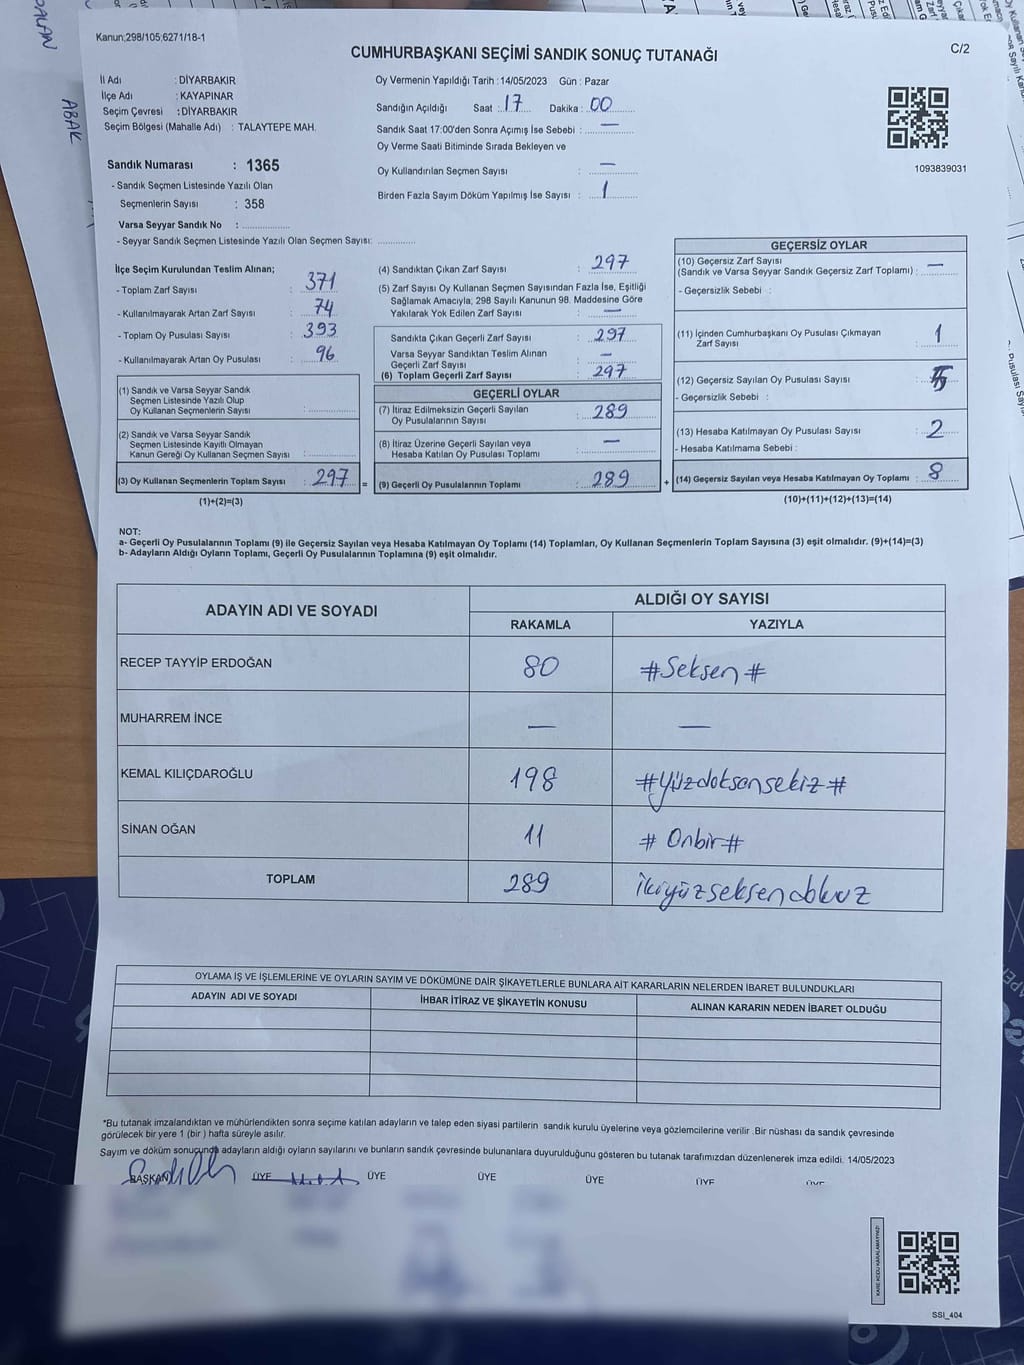 Kanun;298/105;6271/18-1
CUMHURBAŞKANI SEÇİMİ SANDIK SONUÇ TUTANAĞI
C/2
İl Adı : DİYARBAKIR
İlçe Adı : KAYAPINAR
Seçim Çevresi : DİYARBAKIR
Seçim Bölgesi (Mahalle Adı) : TALAYTEPE MAH.
Sandık Numarası : 1365
- Sandık Seçmen Listesinde Yazılı Olan
Seçmenlerin Sayısı : 358
Varsa Seyyar Sandık No : ................
- Seyyar Sandık Seçmen Listesinde Yazılı Olan Seçmen Sayısı: .............
Oy Vermenin Yapıldığı Tarih : 14/05/2023 Gün : Pazar
Sandığın Açıldığı Saat : 17 Dakika : 00
Sandık Saat 17:00'den Sonra Açımış İse Sebebi : —
Oy Verme Saati Bitiminde Sırada Bekleyen ve
Oy Kullandırılan Seçmen Sayısı : —
Birden Fazla Sayım Döküm Yapılmış İse Sayısı : 1
1093839031
İlçe Seçim Kurulundan Teslim Alınan;
- Toplam Zarf Sayısı : 371
- Kullanılmayarak Artan Zarf Sayısı : 74
- Toplam Oy Pusulası Sayısı : 393
- Kullanılmayarak Artan Oy Pusulası : 96
(1) Sandık ve Varsa Seyyar Sandık
Seçmen Listesinde Yazılı Olup
Oy Kullanan Seçmenlerin Sayısı :
(2) Sandık ve Varsa Seyyar Sandık
Seçmen Listesinde Kayıtlı Olmayan
Kanun Gereği Oy Kullanan Seçmen Sayısı :
(3) Oy Kullanan Seçmenlerin Toplam Sayısı : 297 =
(1)+(2)=(3)
(4) Sandıktan Çıkan Zarf Sayısı : 297
(5) Zarf Sayısı Oy Kullanan Seçmen Sayısından Fazla İse, Eşitliği
Sağlamak Amacıyla; 298 Sayılı Kanunun 98. Maddesine Göre
Yakılarak Yok Edilen Zarf Sayısı : —
Sandıkta Çıkan Geçerli Zarf Sayısı : 297
Varsa Seyyar Sandıktan Teslim Alınan
Geçerli Zarf Sayısı : —
(6) Toplam Geçerli Zarf Sayısı : 297
GEÇERLİ OYLAR
(7) İtiraz Edilmeksizin Geçerli Sayılan
Oy Pusulalarının Sayısı : 289
(8) İtiraz Üzerine Geçerli Sayılan veya
Hesaba Katılan Oy Pusulası Toplamı : —
(9) Geçerli Oy Pusulalarının Toplamı : 289 +
GEÇERSİZ OYLAR
(10) Geçersiz Zarf Sayısı
(Sandık ve Varsa Seyyar Sandık Geçersiz Zarf Toplamı) : —
- Geçersizlik Sebebi :
(11) İçinden Cumhurbaşkanı Oy Pusulası Çıkmayan
Zarf Sayısı : 1
(12) Geçersiz Sayılan Oy Pusulası Sayısı : 5
- Geçersizlik Sebebi :
(13) Hesaba Katılmayan Oy Pusulası Sayısı : 2
- Hesaba Katılmama Sebebi :
(14) Geçersiz Sayılan veya Hesaba Katılmayan Oy Toplamı : 8
(10)+(11)+(12)+(13)=(14)
NOT:
a- Geçerli Oy Pusulalarının Toplamı (9) ile Geçersiz Sayılan veya Hesaba Katılmayan Oy Toplamı (14) Toplamları, Oy Kullanan Seçmenlerin Toplam Sayısına (3) eşit olmalıdır. (9)+(14)=(3)
b- Adayların Aldığı Oyların Toplamı, Geçerli Oy Pusulalarının Toplamına (9) eşit olmalıdır.
ADAYIN ADI VE SOYADI
ALDIĞI OY SAYISI
RAKAMLA YAZIYLA
RECEP TAYYİP ERDOĞAN 80 #Seksen#
MUHARREM İNCE — —
KEMAL KILIÇDAROĞLU 198 #Yüzdoksansekiz#
SİNAN OĞAN 11 # Onbir#
TOPLAM 289 ikiyüzseksendokuz
OYLAMA İŞ VE İŞLEMLERİNE VE OYLARIN SAYIM VE DÖKÜMÜNE DAİR ŞİKAYETLERLE BUNLARA AİT KARARLARIN NELERDEN İBARET BULUNDUKLARI
ADAYIN ADI VE SOYADI İHBAR İTİRAZ VE ŞİKAYETİN KONUSU ALINAN KARARIN NEDEN İBARET OLDUĞU
*Bu tutanak imzalandıktan ve mühürlendikten sonra seçime katılan adayların ve talep eden siyasi partilerin sandık kurulu üyelerine veya gözlemcilerine verilir .Bir nüshası da sandık çevresinde
görülecek bir yere 1 (bir ) hafta süreyle asılır.
Sayım ve döküm sonucunda adayların aldığı oyların sayılarını ve bunların sandık çevresinde bulunanlara duyurulduğunu gösteren bu tutanak tarafımızdan düzenlenerek imza edildi. 14/05/2023
BAŞKAN ÜYE ÜYE ÜYE ÜYE ÜYE ÜYE
SSI_404
ABAK